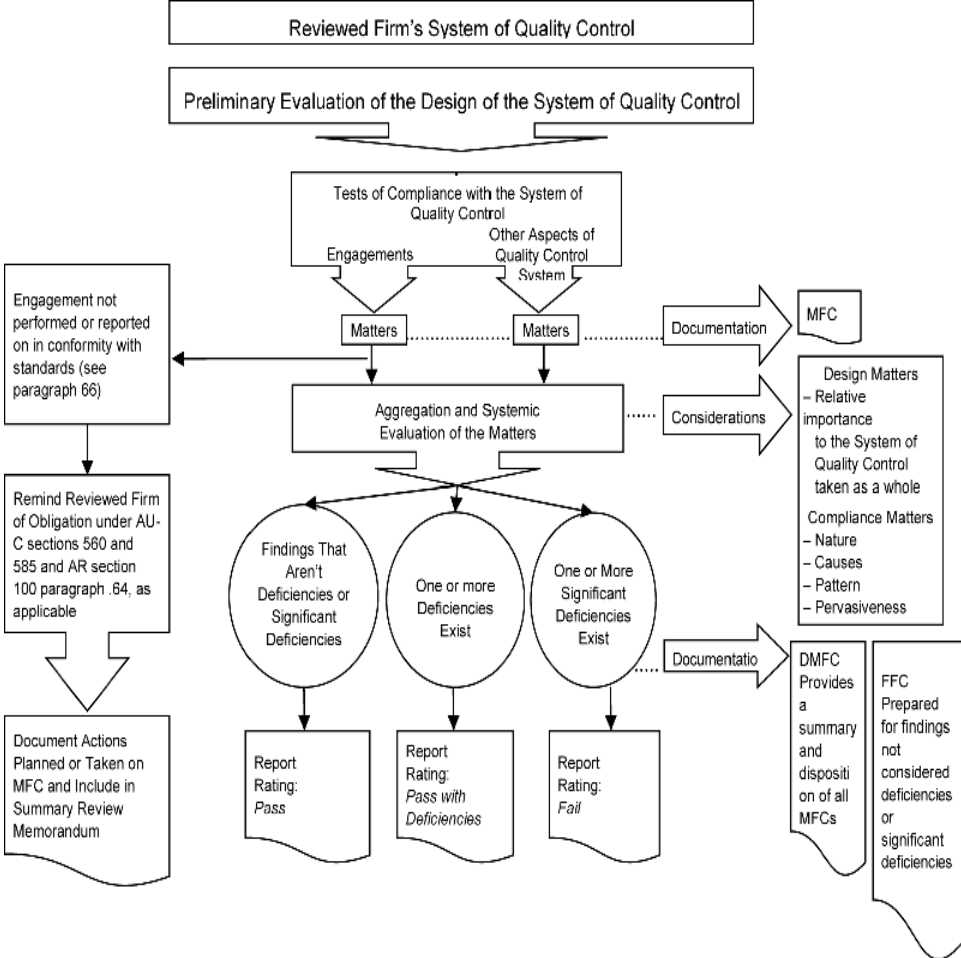 Reviewed Firm's System of Quality Control
Preliminary Evaluation of the Design of the System of Quality Control
Tests of Compliance with the System of
Quality Control
Engagements
Other Aspects of
Quality Control
System
Engagement not
performed or reported
on in conformity with
standards (see
paragraph 66)
Matters
Matters
Documentation
MFC
Aggregation and Systemic
Evaluation of the Matters
Considerations
Design Matters
– Relative
importance
to the System of
Quality Control
taken as a whole
Compliance Matters
– Nature
– Causes
– Pattern
– Pervasiveness
Remind Reviewed Firm
of Obligation under AU-
C sections 560 and
585 and AR section
100 paragraph .64, as
applicable
Findings That
Aren't
Deficiencies or
Significant
Deficiencies
One or more
Deficiencies
Exist
One or More
Significant
Deficiencies
Exist
Documentatio
DMFC
Provides
a
summary
and
dispositi
on of all
MFCs
FFC
Prepared
for findings
not
considered
deficiencies
or
significant
deficiencies
Document Actions
Planned or Taken on
MFC and Include in
Summary Review
Memorandum
Report
Rating:
Pass
Report
Rating:
Pass with
Deficiencies
Report
Rating:
Fail